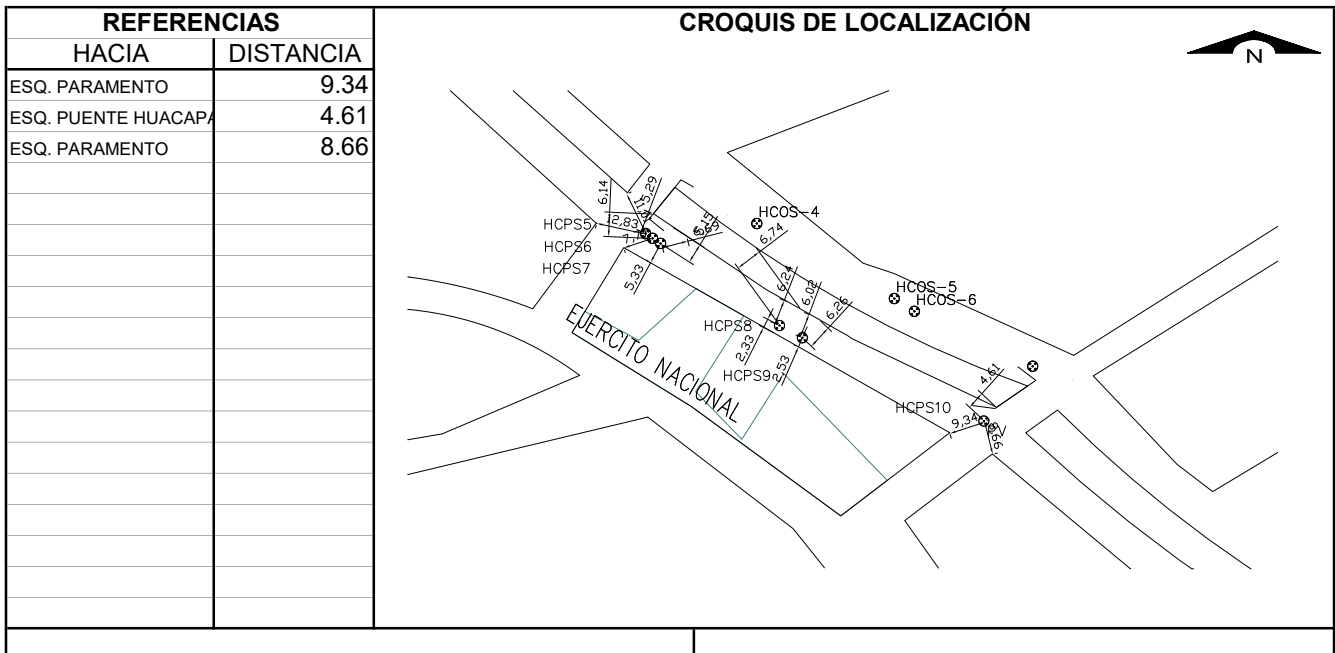 REFERENCIAS
HACIA DISTANCIA
ESQ. PARAMENTO 9.34
ESQ. PUENTE HUACAPA 4.61
ESQ. PARAMENTO 8.66
CROQUIS DE LOCALIZACIÓN
N
6,14
5,29
HCPS5
2,83
HCPS6
HCPS7
5,33
HCOS-4
6,74
6,24
6,02
6,26
HCOS-5
HCOS-6
HCPS8
2,33
HCPS9
2,53
EJERCITO NACIONAL
4,61
HCPS10
9,34
8,66